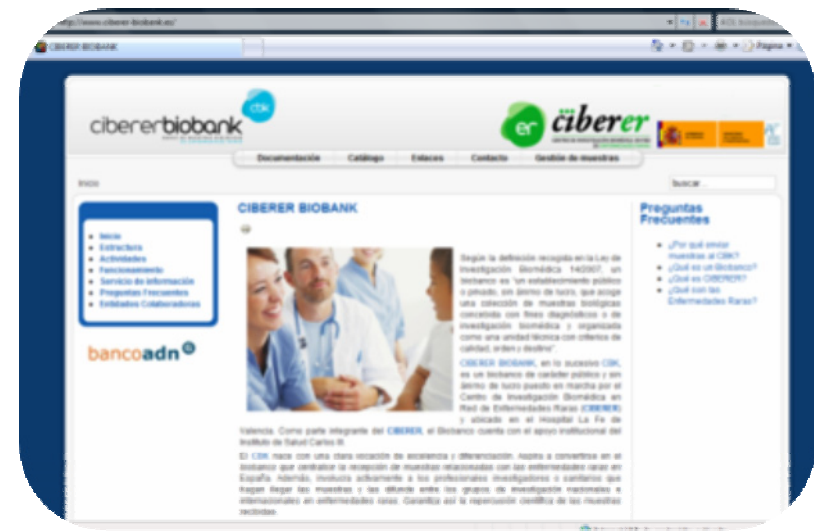 http://www.ciberer-biobank.es/
CIBERER BIOBANK
Página
cbk
cibererbiobank
er
ciberer
Documentación Catálogo Enlaces Contacto Gestión de muestras
Inicio
buscar...
Inicio
Estructura
Actividades
Funcionamiento
Servicio de información
Preguntas Frecuentes
Entidades Colaboradoras
bancoadn
CIBERER BIOBANK
Según la definición recogida en la Ley de
Investigación Biomédica 14/2007, un
biobanco es "un establecimiento público
o privado, sin ánimo de lucro, que acoge
una colección de muestras biológicas
concebida con fines diagnósticos o de
investigación biomédica y organizada
como una unidad técnica con criterios de
calidad, orden y destino".
CIBERER BIOBANK, en lo sucesivo CBK,
es un biobanco de carácter público y sin
ánimo de lucro puesto en marcha por el
Centro de Investigación Biomédica en
Red de Enfermedades Raras (CIBERER)
y ubicado en el Hospital La Fe de
Valencia. Como parte integrante del CIBERER, el Biobanco cuenta con el apoyo institucional del
Instituto de Salud Carlos III.
El CBK nace con una clara vocación de excelencia y diferenciación. Aspira a convertirse en el
biobanco que centralice la recepción de muestras relacionadas con las enfermedades raras en
España. Además, involucra activamente a los profesionales investigadores o sanitarios que
hagan llegar las muestras y las difunde entre los grupos de investigación nacionales e
internacionales en enfermedades raras. Garantiza así la repercusión científica de las muestras
recibidas.
Preguntas
Frecuentes
¿Por qué enviar
muestras al CBK?
¿Qué es un Biobanco?
¿Qué es CIBERER?
¿Qué son las
Enfermedades Raras?